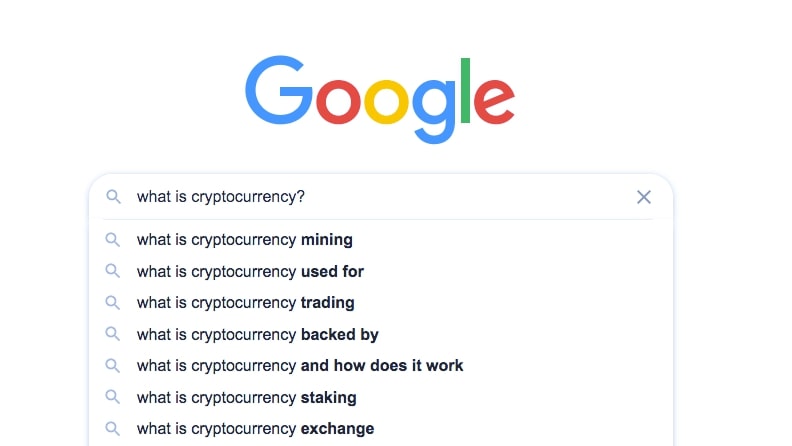 Google
what is cryptocurrency?
what is cryptocurrency mining
what is cryptocurrency used for
what is cryptocurrency trading
what is cryptocurrency backed by
what is cryptocurrency and how does it work
what is cryptocurrency staking
what is cryptocurrency exchange